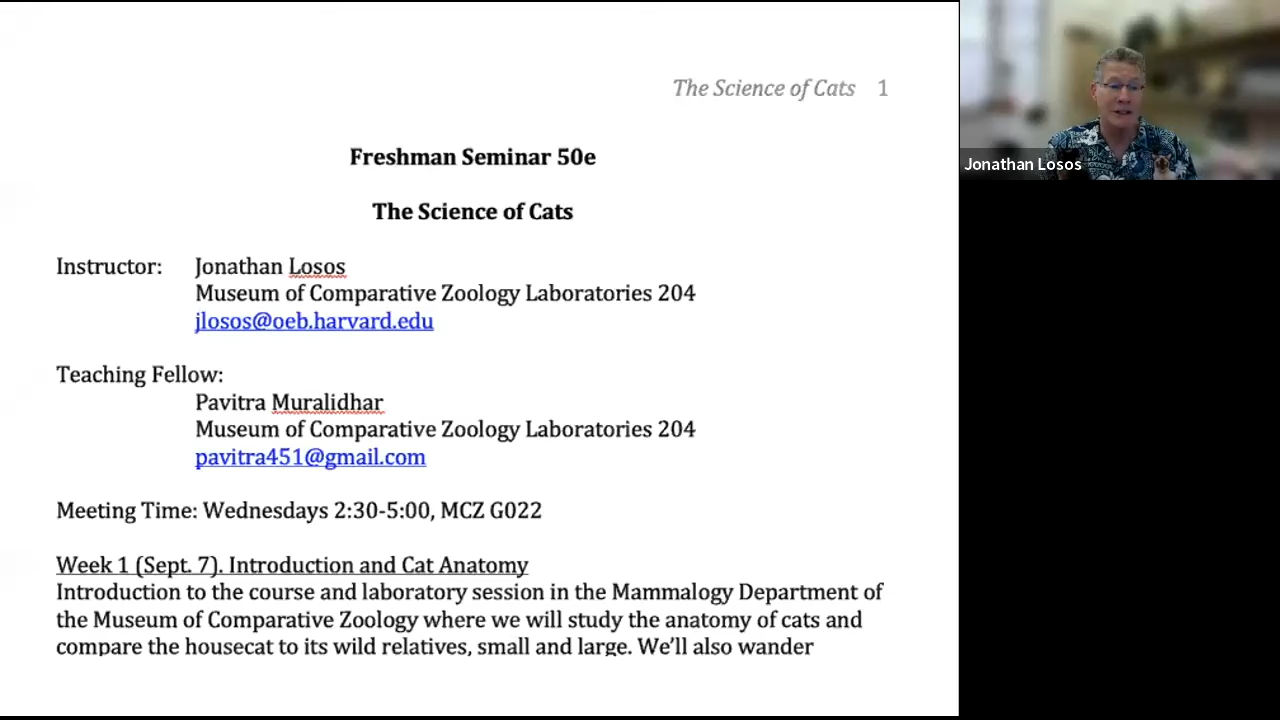 The Science of Cats 1
Freshman Seminar 50e
The Science of Cats
Instructor: Jonathan Losos
Museum of Comparative Zoology Laboratories 204
jlosos@oeb.harvard.edu
Teaching Fellow:
Pavitra Muralidhar
Museum of Comparative Zoology Laboratories 204
pavitra451@gmail.com
Meeting Time: Wednesdays 2:30-5:00, MCZ G022
Week 1 (Sept. 7). Introduction and Cat Anatomy
Introduction to the course and laboratory session in the Mammalogy Department of
the Museum of Comparative Zoology where we will study the anatomy of cats and
compare the housecat to its wild relatives, small and large. We'll also wander
Jonathan Losos